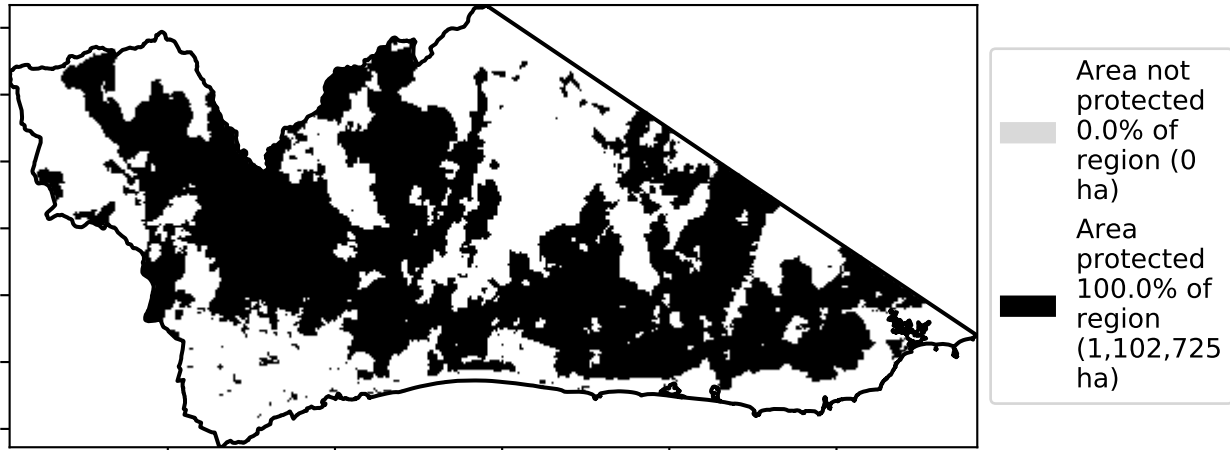 Area not
protected
0.0% of
region (0
ha)
Area
protected
100.0% of
region
(1,102,725
ha)